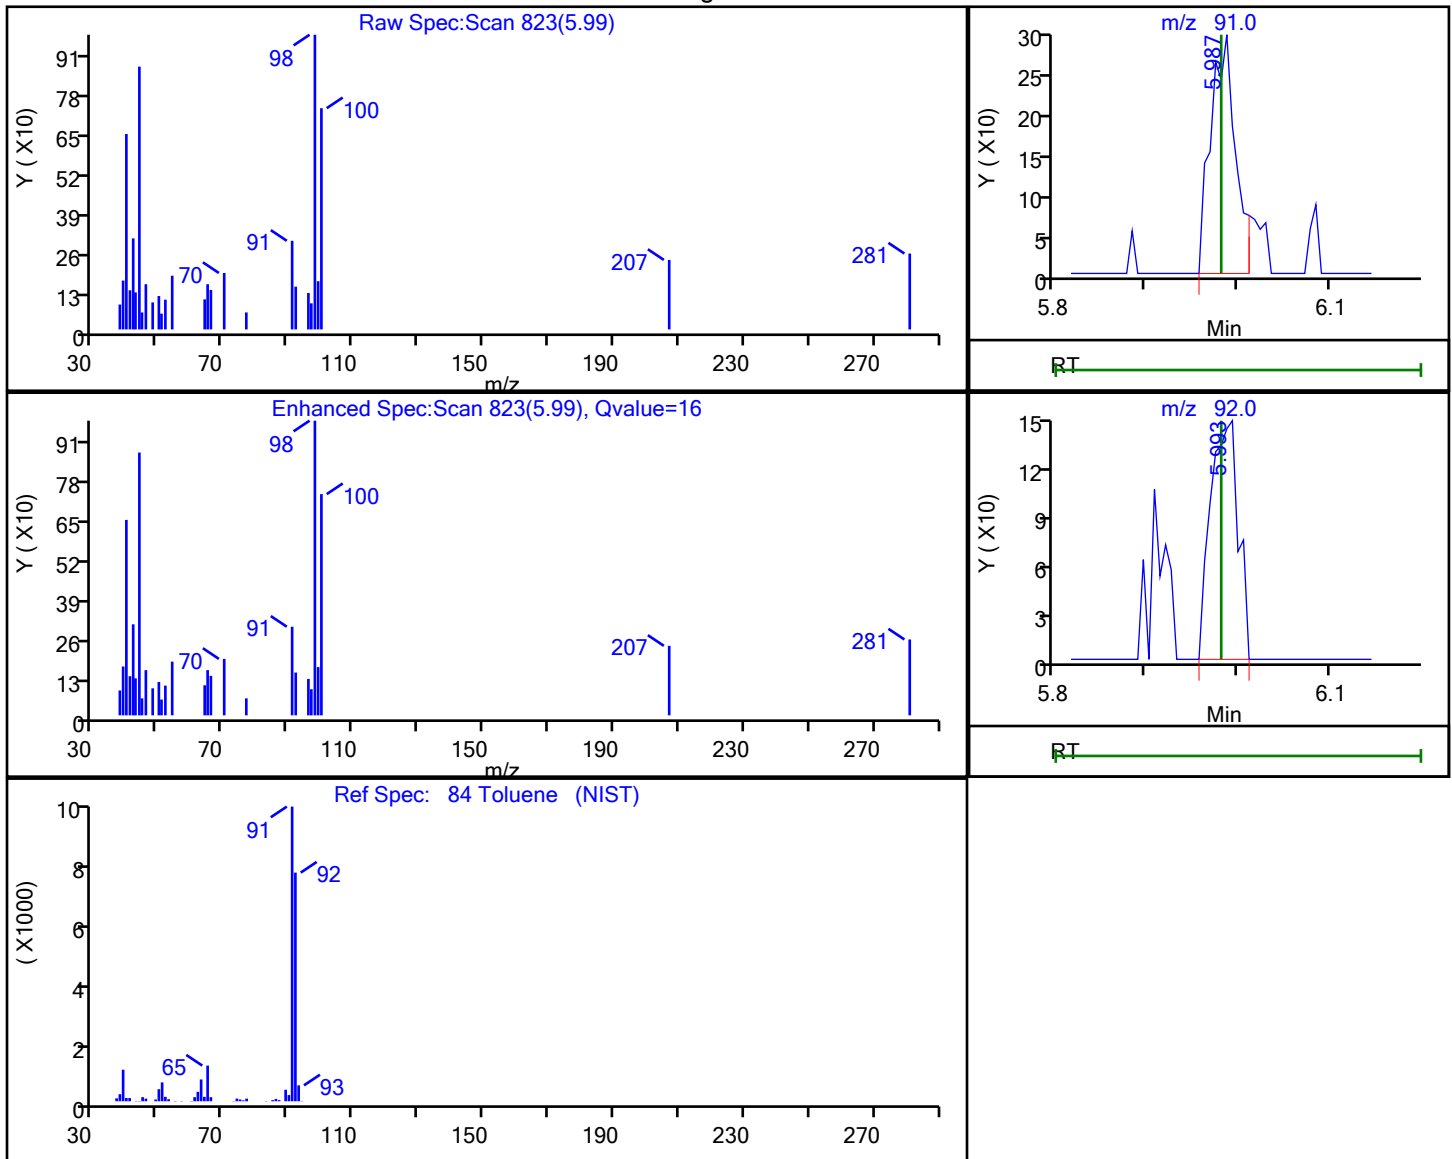 Raw Spec:Scan 823(5.99)
Y ( X10)
91
78
65
52
39
26
13
0
98
100
91
70
207
281
30 70 110 150 190 230 270
m/z
m/z 91.0
Y ( X10)
30
25
20
15
10
5
0
5.987
5.8 6.1
Min
RT
Enhanced Spec:Scan 823(5.99), Qvalue=16
Y ( X10)
91
78
65
52
39
26
13
0
98
100
91
70
207
281
30 70 110 150 190 230 270
m/z
m/z 92.0
Y ( X10)
15
12
9
6
3
0
5.993
5.8 6.1
Min
RT
Ref Spec: 84 Toluene (NIST)
( X1000)
10
8
6
4
2
0
91
92
65
93
30 70 110 150 190 230 270